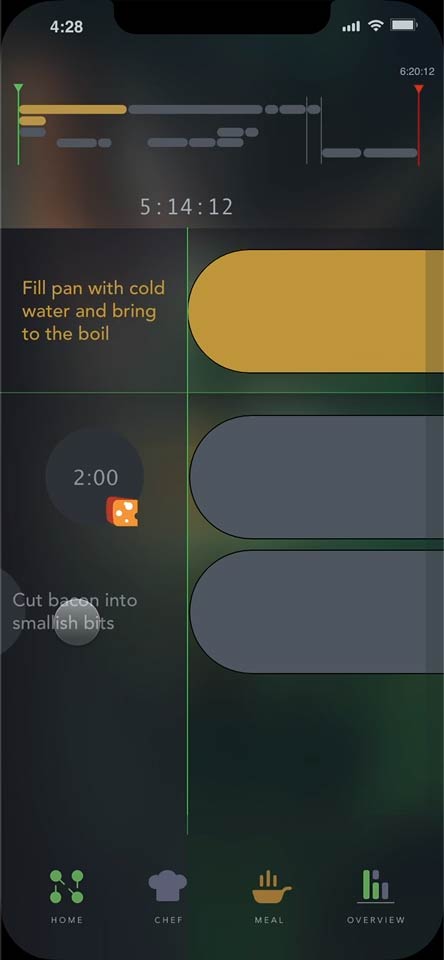 4:28
6:20:12
5:14:12
Fill pan with cold
water and bring
to the boil
2:00
Cut bacon into
smallish bits
HOME
CHEF
MEAL
OVERVIEW